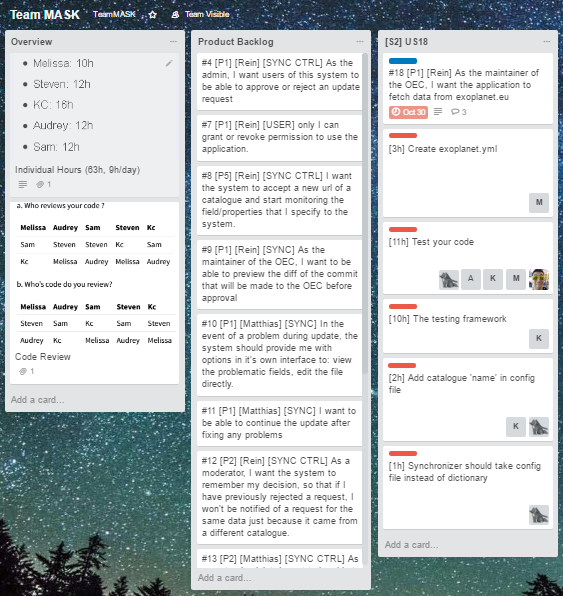 Team MASK TeamMASK Team Visible
Overview
Melissa: 10h
Steven: 12h
KC: 16h
Audrey: 12h
Sam: 12h
Individual Hours (63h, 9h/day)
1
a. Who reviews your code ?
Melissa Audrey Sam Steven Kc
Sam Steven Steven Kc Sam
Kc Melissa Audrey Melissa Audrey
b. Who's code do you review?
Melissa Audrey Sam Steven Kc
Steven Sam Kc Sam Steven
Audrey Kc Melissa Audrey Melissa
Code Review
1
Add a card...
Product Backlog
#4 [P1] [Rein] [SYNC CTRL] As the
admin, I want users of this system to
be able to approve or reject an update
request
#7 [P1] [Rein] [USER] only I can
grant or revoke permission to use the
application.
#8 [P5] [Rein] [SYNC CTRL] I want
the system to accept a new url of a
catalogue and start monitoring the
field/properties that I specify to the
system.
#9 [P1] [Rein] [SYNC] As the
maintainer of the OEC, I want to be
able to preview the diff of the commit
that will be made to the OEC before
approval
#10 [P1] [Matthias] [SYNC] In the
event of a problem during update, the
system should provide me with
options in it's own interface to: view
the problematic fields, edit the file
directly.
#11 [P1] [Matthias] [SYNC] I want to
be able to continue the update after
fixing any problems
#12 [P2] [Rein] [SYNC CTRL] As a
moderator, I want the system to
remember my decision, so that if I
have previously rejected a request, I
won't be notified of a request for the
same data just because it came from
a different catalogue.
#13 [P2] [Matthias] [SYNC CTRL] As
Add a card...
[S2] US18
#18 [P1] [Rein] As the maintainer of
the OEC, I want the application to
fetch data from exoplanet.eu
Oct 30 3
[3h] Create exoplanet.yml
M
[11h] Test your code
A K M
[10h] The testing framework
K
[2h] Add catalogue 'name' in config
file
K
[1h] Synchronizer should take config
file instead of dictionary
Add a card...